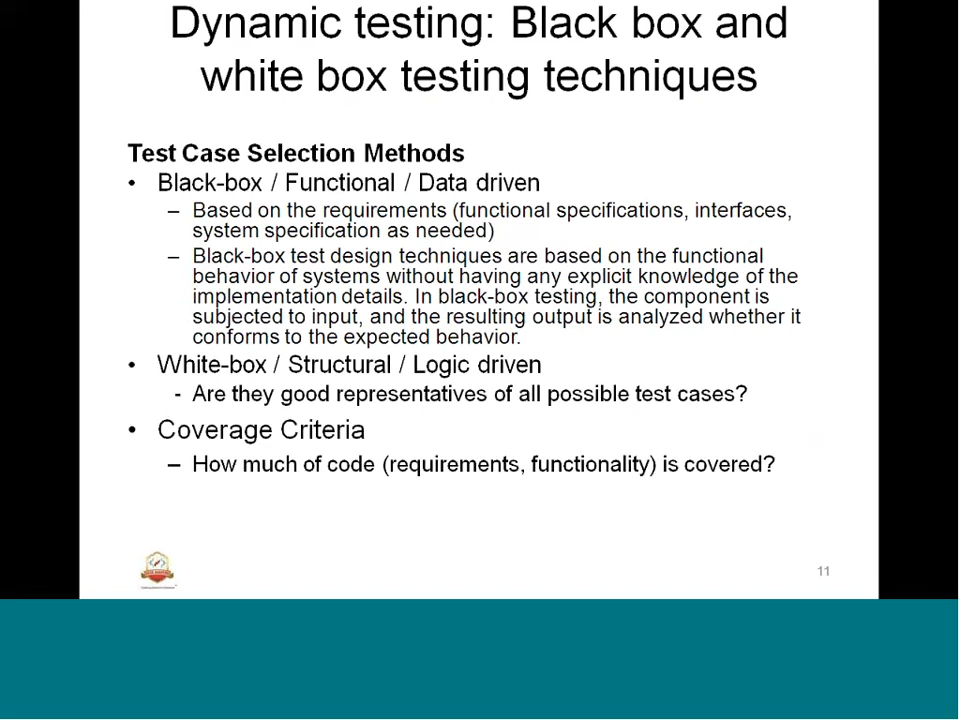 Dynamic testing: Black box and
white box testing techniques
Test Case Selection Methods
• Black-box / Functional / Data driven
– Based on the requirements (functional specifications, interfaces,
system specification as needed)
– Black-box test design techniques are based on the functional
behavior of systems without having any explicit knowledge of the
implementation details. In black-box testing, the component is
subjected to input, and the resulting output is analyzed whether it
conforms to the expected behavior.
• White-box / Structural / Logic driven
- Are they good representatives of all possible test cases?
• Coverage Criteria
– How much of code (requirements, functionality) is covered?
11